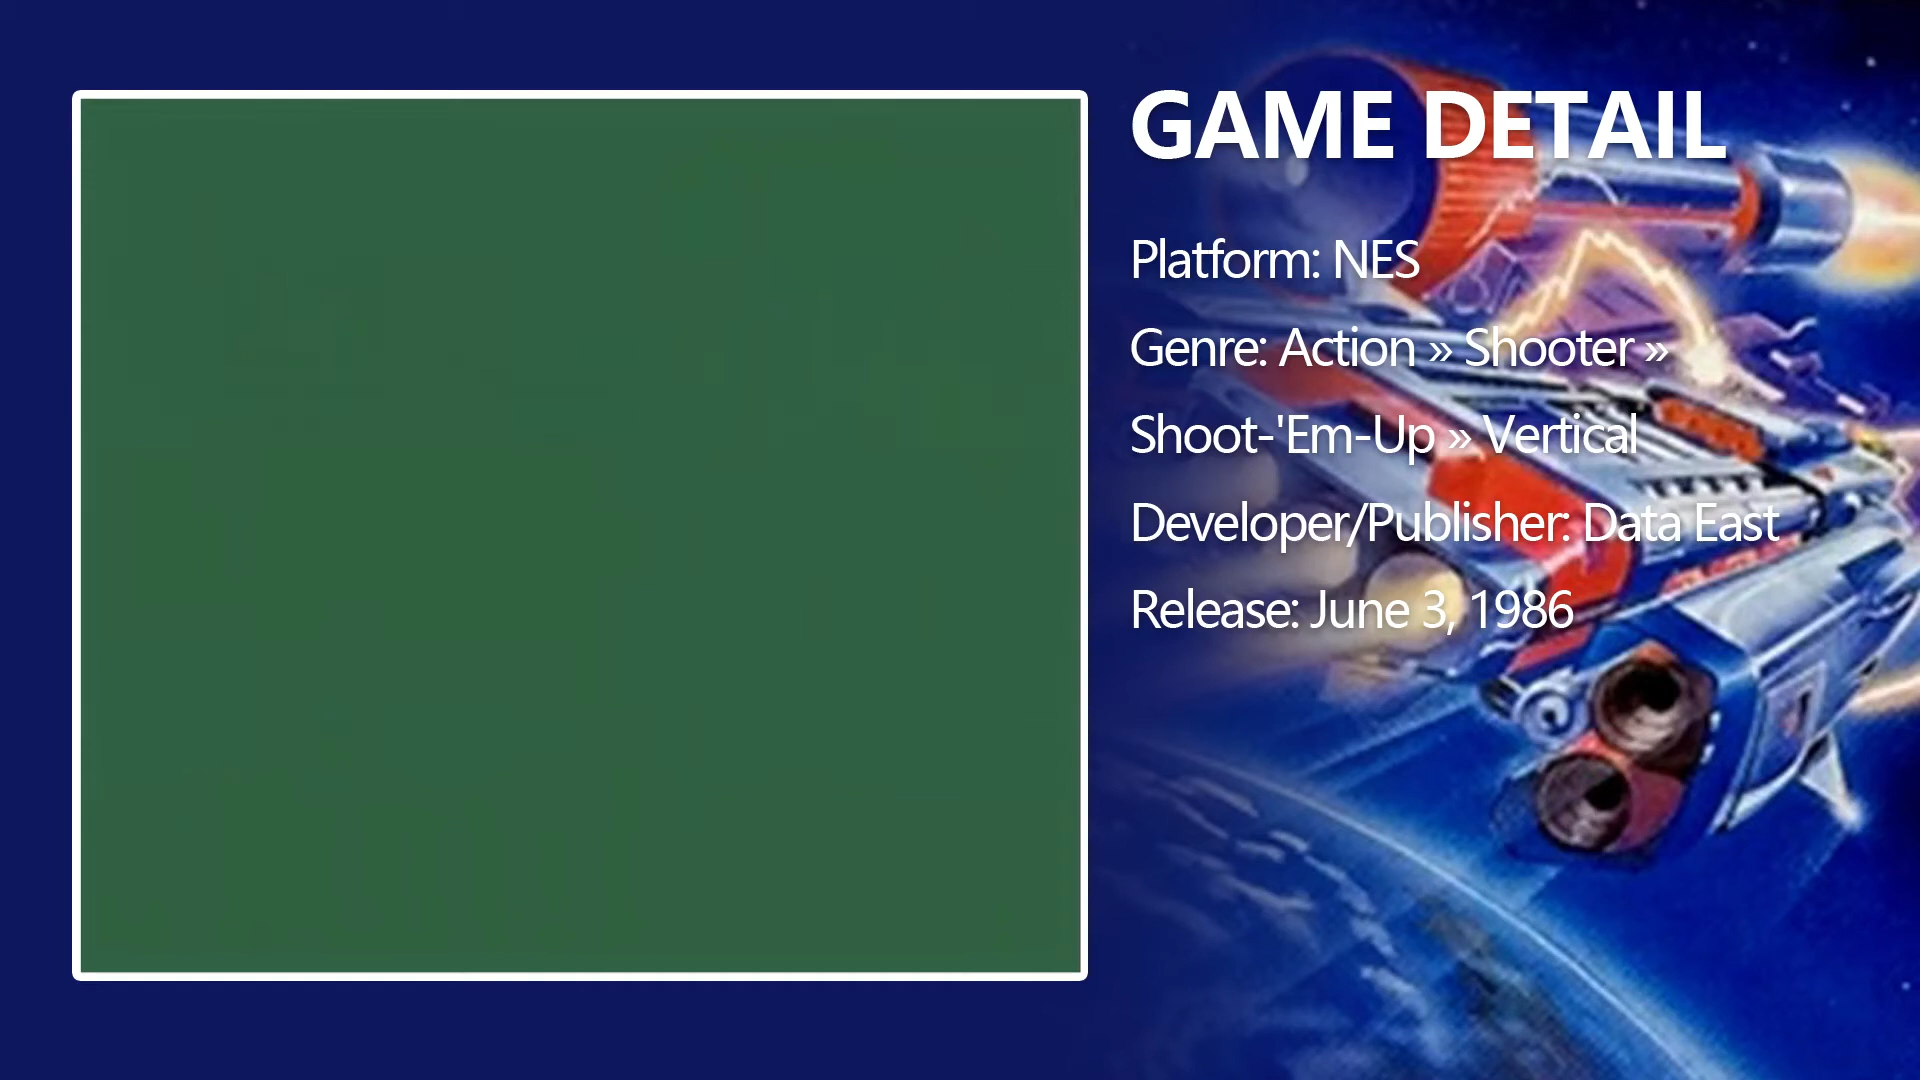 GAME DETAIL
Platform: NES
Genre: Action » Shooter »
Shoot-'Em-Up » Vertical
Developer/Publisher: Data East
Release: June 3, 1986